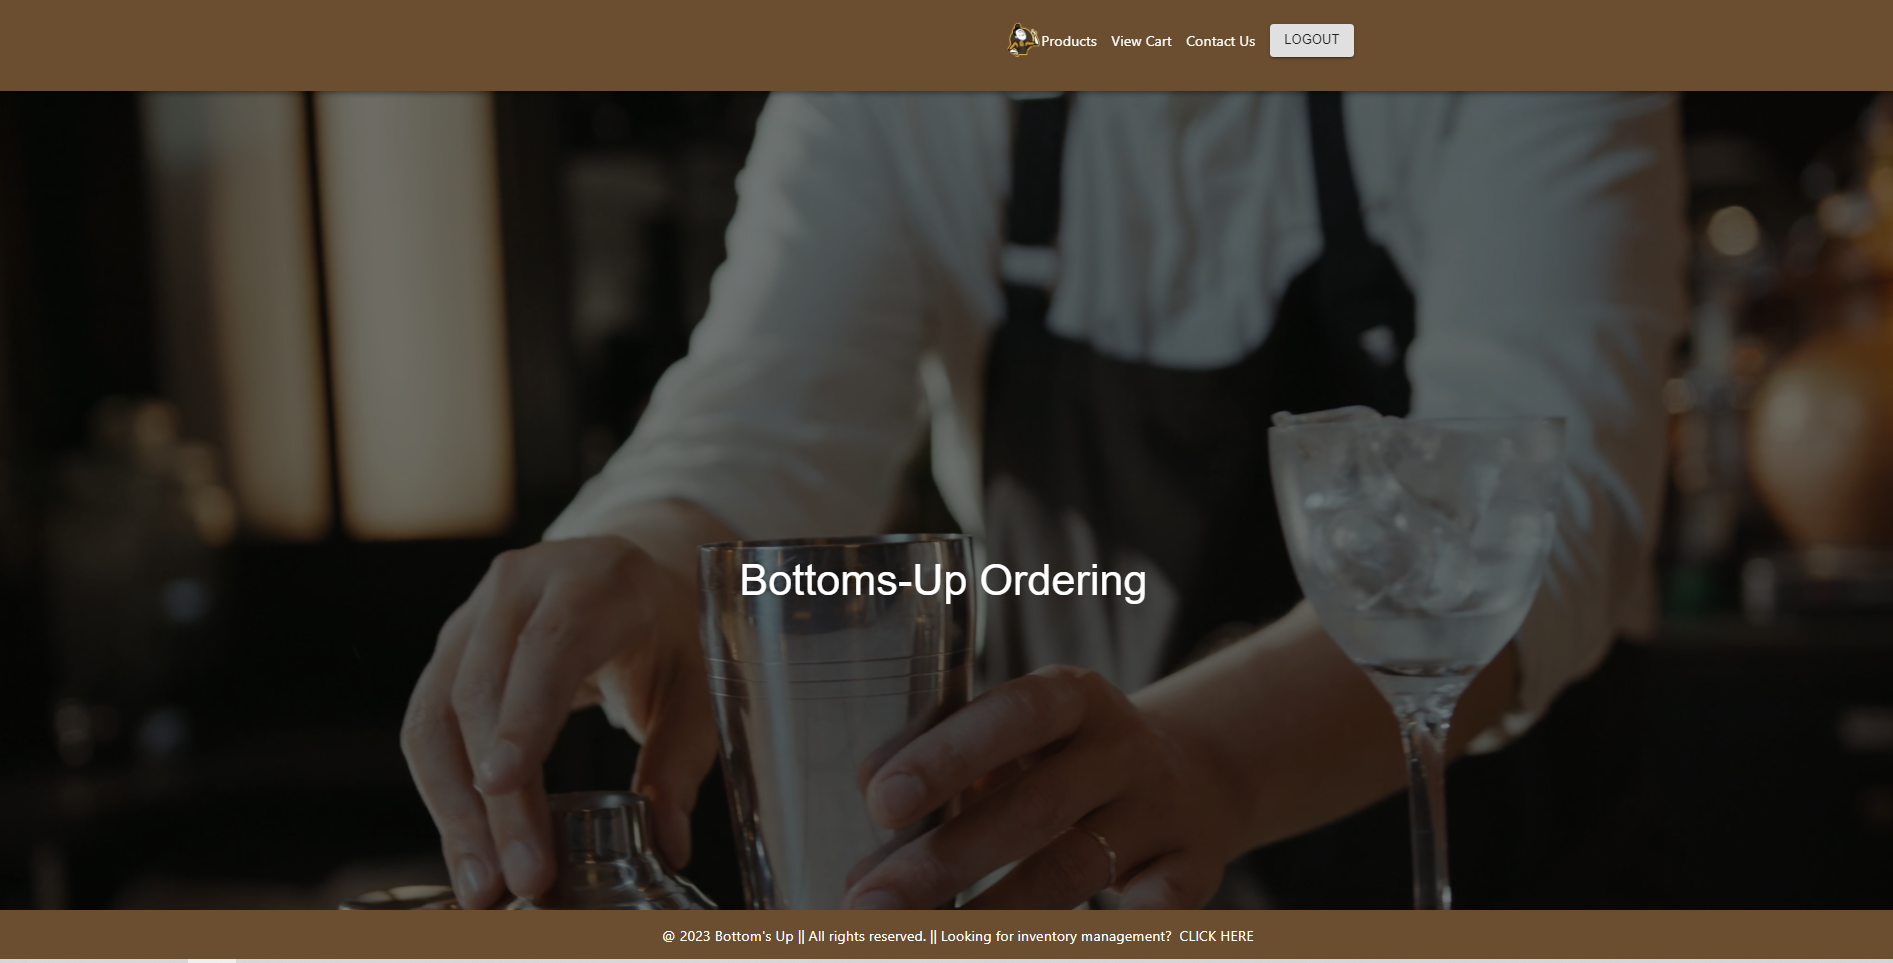 Products View Cart Contact Us LOGOUT
Bottoms-Up Ordering
@ 2023 Bottom's Up || All rights reserved. || Looking for inventory management? CLICK HERE